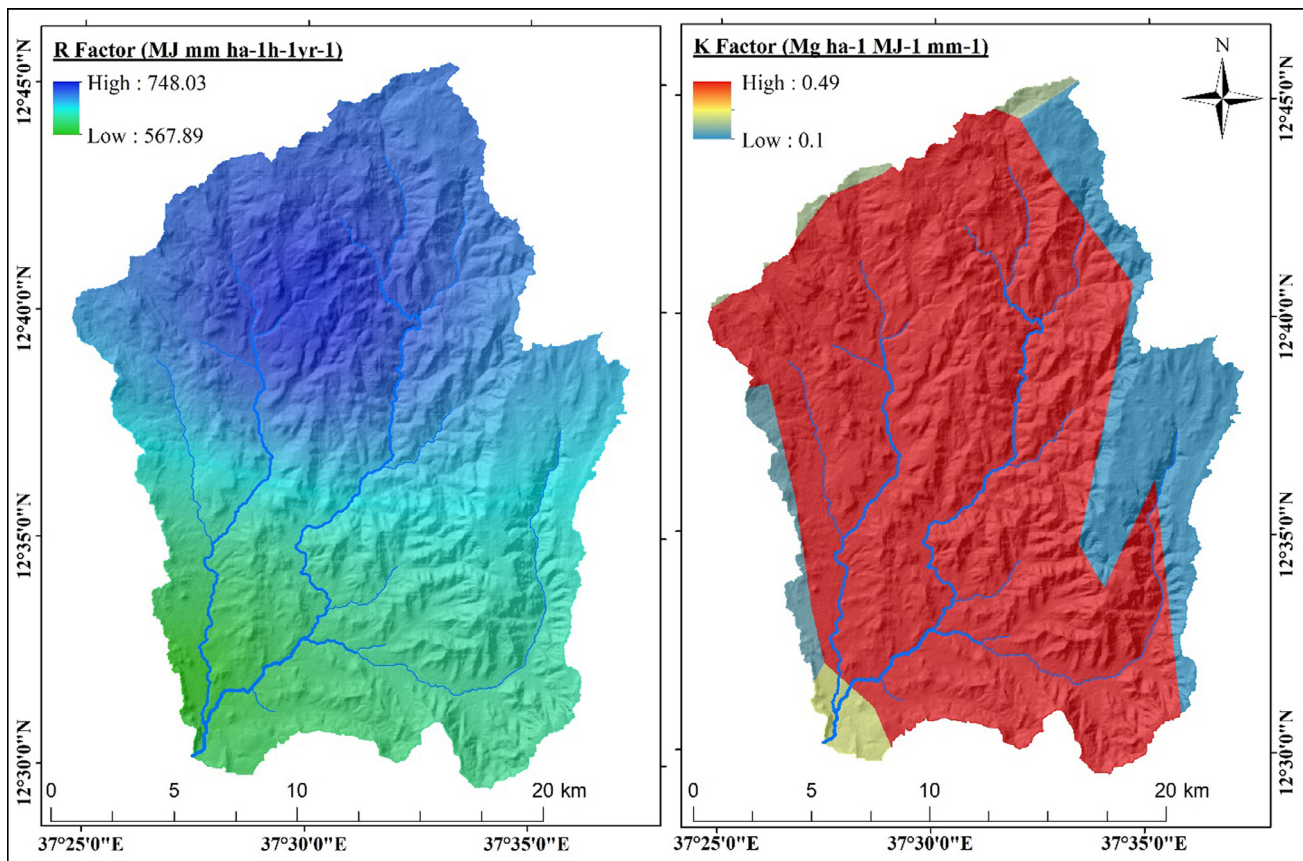 R Factor (MJ mm ha-1h-1yr-1)
High : 748.03
Low : 567.89
12°45'0"N
12°40'0"N
12°35'0"N
12°30'0"N
0 5 10 20 km
37°25'0"E 37°30'0"E 37°35'0"E
K Factor (Mg ha-1 MJ-1 mm-1)
High : 0.49
Low : 0.1
N
12°45'0"N
12°40'0"N
12°35'0"N
12°30'0"N
0 5 10 20 km
37°25'0"E 37°30'0"E 37°35'0"E